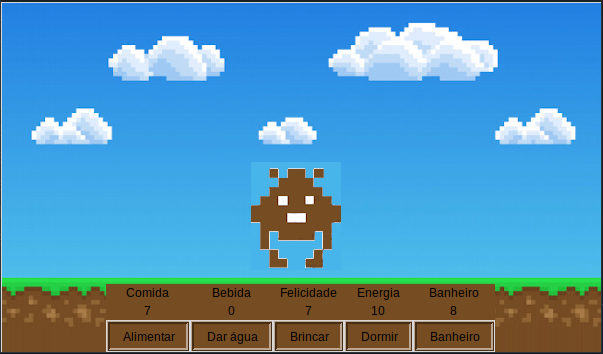 Comida Bebida Felicidade Energia Banheiro
7 0 7 10 8
Alimentar Dar água Brincar Dormir Banheiro